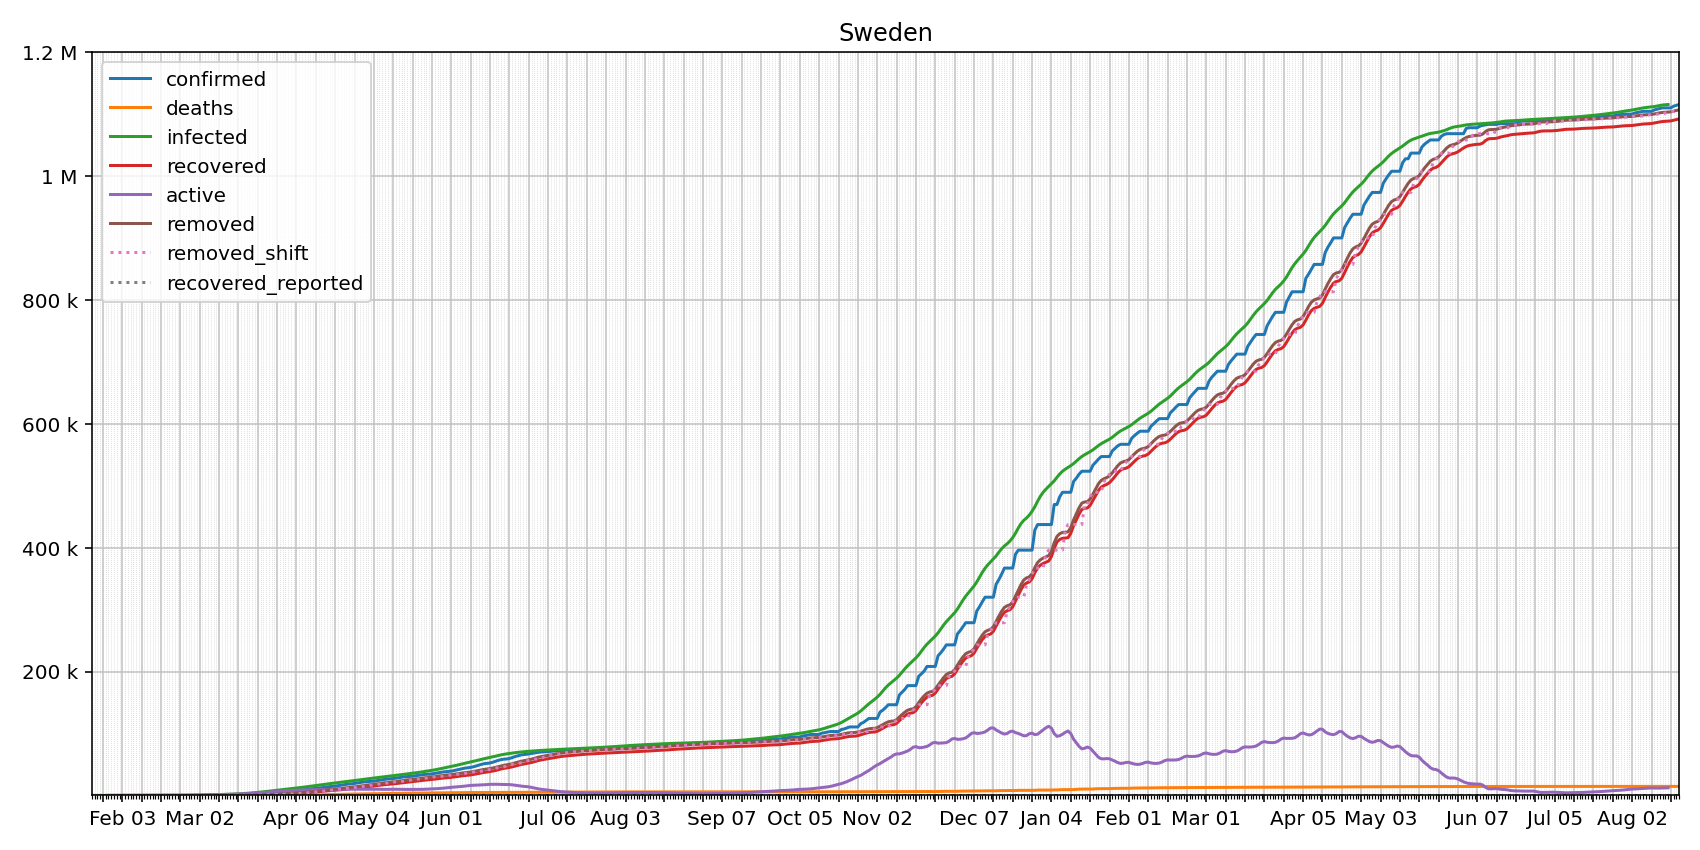 Sweden
1.2 M
1 M
800 k
600 k
400 k
200 k
confirmed
deaths
infected
recovered
active
removed
removed_shift
recovered_reported
Feb 03 Mar 02 Apr 06 May 04 Jun 01 Jul 06 Aug 03 Sep 07 Oct 05 Nov 02 Dec 07 Jan 04 Feb 01 Mar 01 Apr 05 May 03 Jun 07 Jul 05 Aug 02